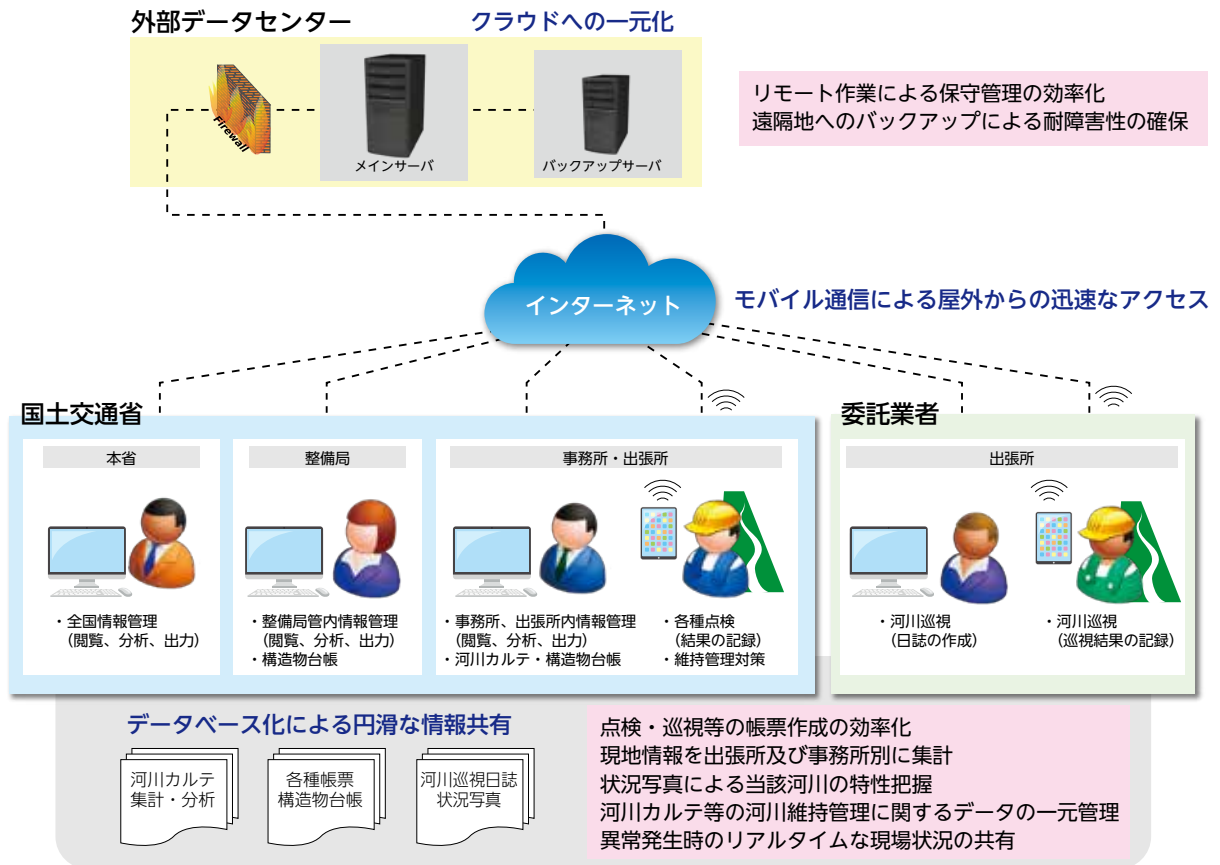 外部データセンター
クラウドへの一元化
Firewall
メインサーバ
バックアップサーバ
リモート作業による保守管理の効率化
遠隔地へのバックアップによる耐障害性の確保
インターネット
モバイル通信による屋外からの迅速なアクセス
国土交通省
本省
・全国情報管理
(閲覧、分析、出力)
整備局
・整備局管内情報管理
(閲覧、分析、出力)
・構造物台帳
事務所・出張所
・事務所、出張所内情報管理
(閲覧、分析、出力)
・河川カルテ・構造物台帳
・各種点検
(結果の記録)
・維持管理対策
委託業者
出張所
・河川巡視
(日誌の作成)
・河川巡視
(巡視結果の記録)
データベース化による円滑な情報共有
河川カルテ
集計・分析
各種帳票
構造物台帳
河川巡視日誌
状況写真
点検・巡視等の帳票作成の効率化
現地情報を出張所及び事務所別に集計
状況写真による当該河川の特性把握
河川カルテ等の河川維持管理に関するデータの一元管理
異常発生時のリアルタイムな現場状況の共有